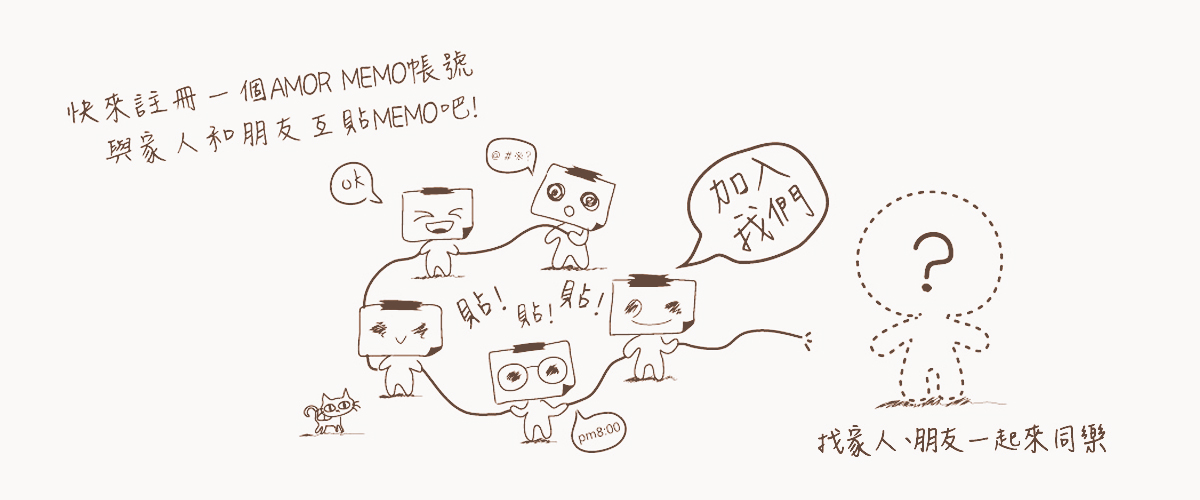 快來註冊一個AMOR MEMO帳號
與家人和朋友互貼MEMO吧!
ok
@#※?
加入
我們
貼! 貼! 貼!
?
pm8:00
找家人、朋友一起來同樂